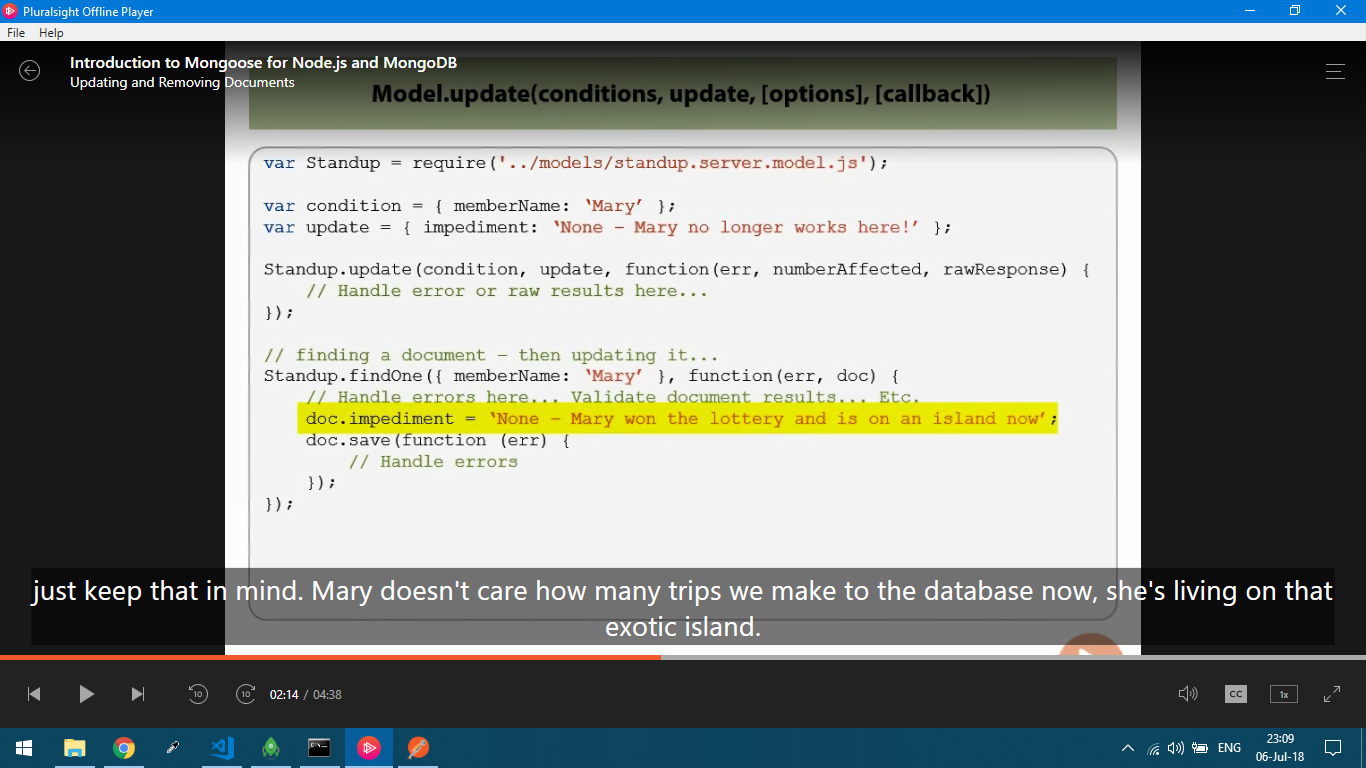 Pluralsight Offline Player
File Help
Introduction to Mongoose for Node.js and MongoDB
Updating and Removing Documents
Model.update(conditions, update, [options], [callback])
var Standup = require('../models/standup.server.model.js');
var condition = { memberName: ‘Mary’ };
var update = { impediment: ‘None – Mary no longer works here!’ };
Standup.update(condition, update, function(err, numberAffected, rawResponse) {
// Handle error or raw results here...
});
// finding a document – then updating it...
Standup.findOne({ memberName: ‘Mary’ }, function(err, doc) {
// Handle errors here... Validate document results... Etc.
doc.impediment = ‘None – Mary won the lottery and is on an island now’;
doc.save(function (err) {
// Handle errors
});
});
just keep that in mind. Mary doesn't care how many trips we make to the database now, she's living on that
exotic island.
10
10
02:14 / 04:38
CC
1x
ENG
23:09
06-Jul-18